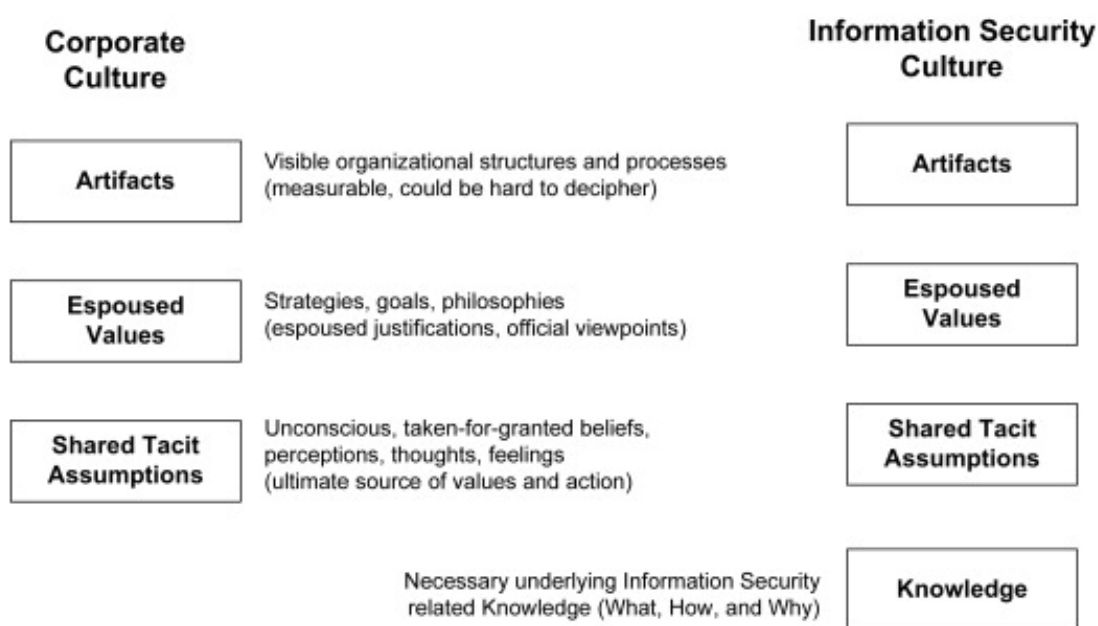 Corporate
Culture
Information Security
Culture
Artifacts
Visible organizational structures and processes
(measurable, could be hard to decipher)
Artifacts
Espoused
Values
Strategies, goals, philosophies
(espoused justifications, official viewpoints)
Espoused
Values
Shared Tacit
Assumptions
Unconscious, taken-for-granted beliefs,
perceptions, thoughts, feelings
(ultimate source of values and action)
Shared Tacit
Assumptions
Necessary underlying Information Security
related Knowledge (What, How, and Why)
Knowledge